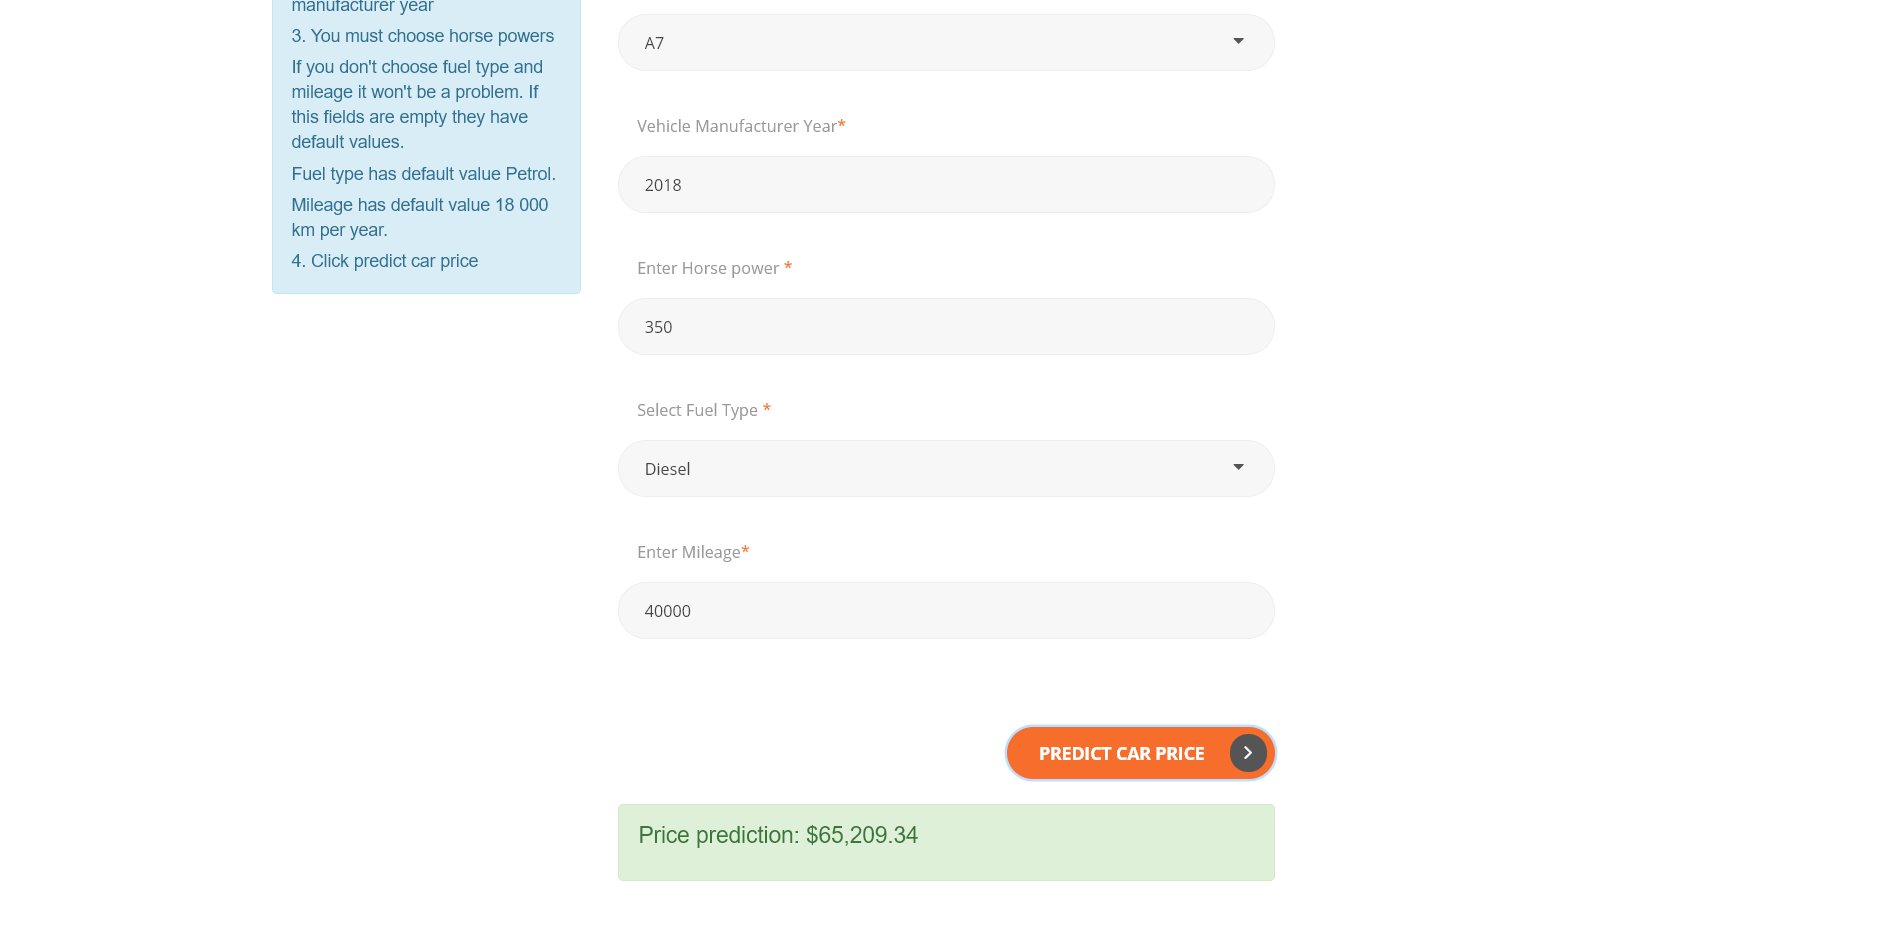 manufacturer year
3. You must choose horse powers
If you don't choose fuel type and
mileage it won't be a problem. If
this fields are empty they have
default values.
Fuel type has default value Petrol.
Mileage has default value 18 000
km per year.
4. Click predict car price
A7
Vehicle Manufacturer Year*
2018
Enter Horse power *
350
Select Fuel Type *
Diesel
Enter Mileage*
40000
PREDICT CAR PRICE
Price prediction: $65,209.34